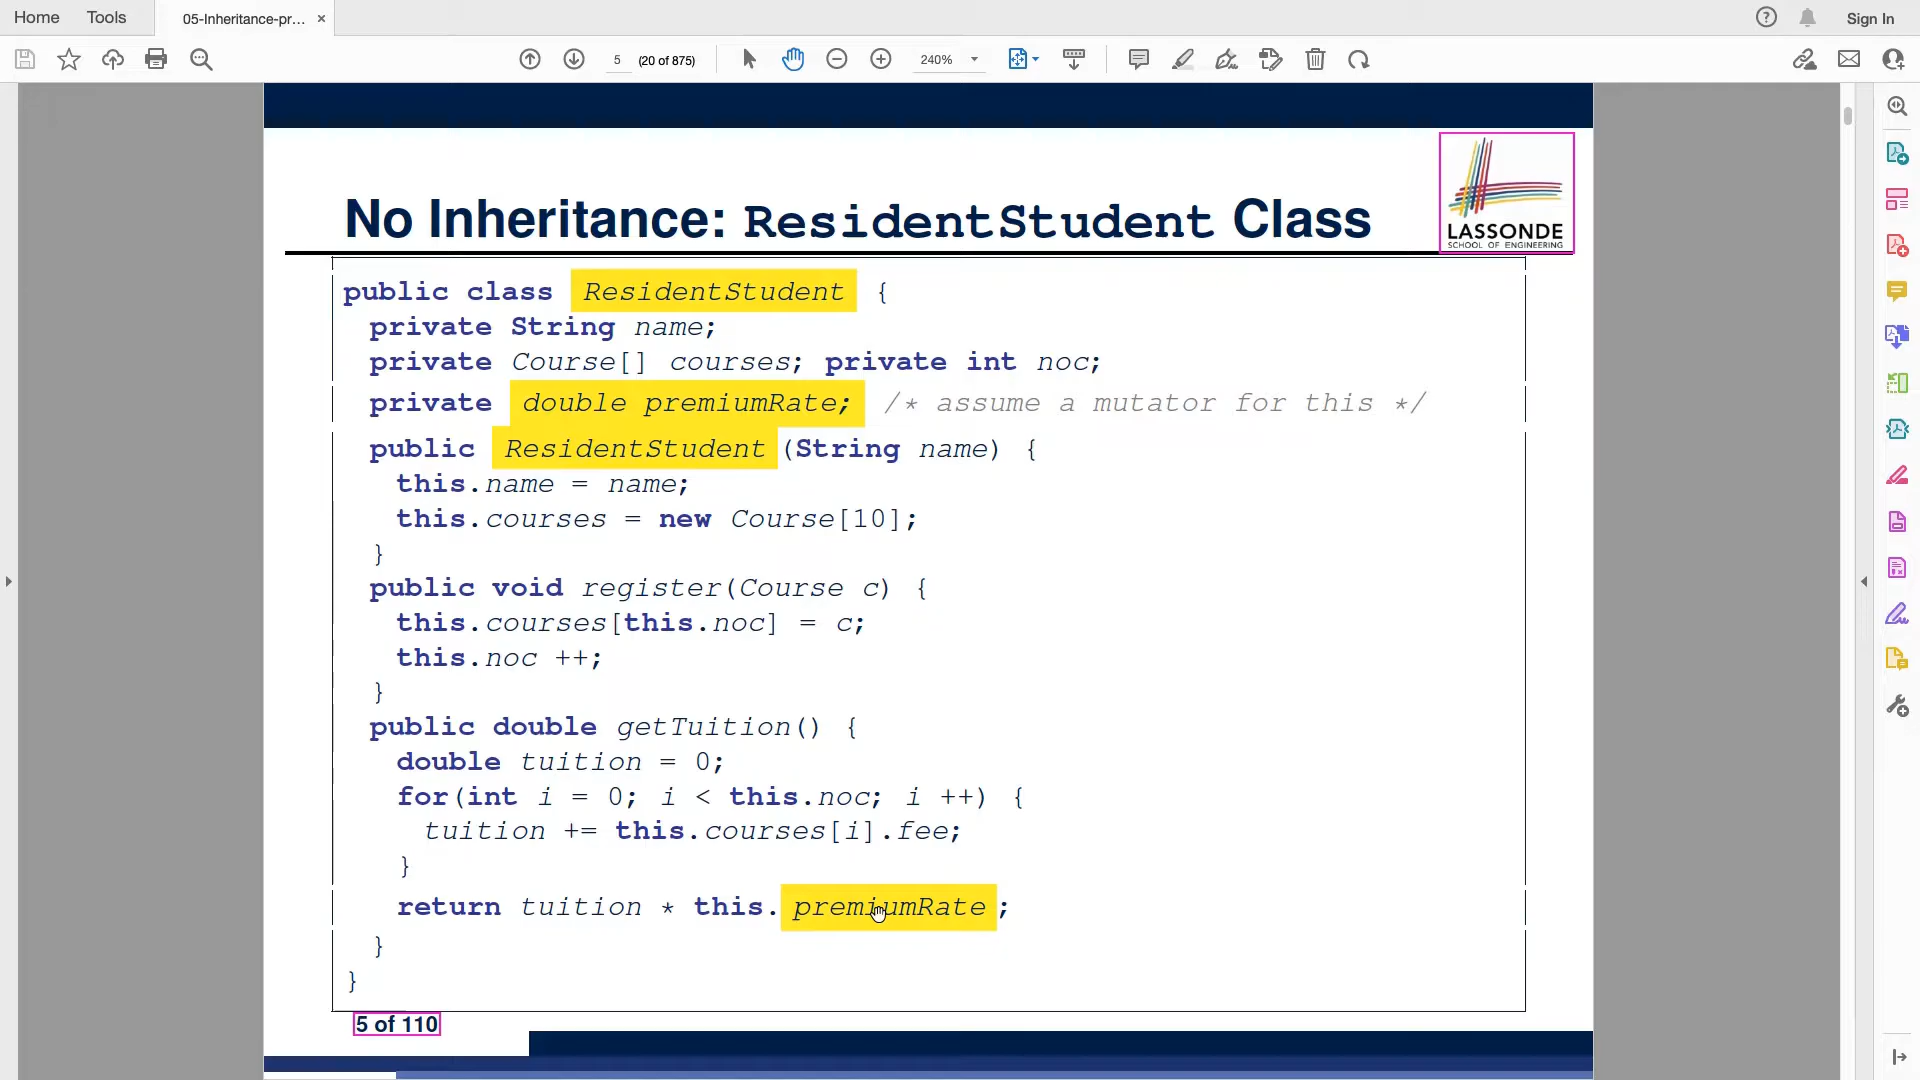 Home Tools 05-Inheritance-pr... × Sign In
5 (20 of 875) 240%
LASSONDE
SCHOOL OF ENGINEERING
No Inheritance: ResidentStudent Class
public class ResidentStudent {
private String name;
private Course[] courses; private int noc;
private double premiumRate; /* assume a mutator for this */
public ResidentStudent (String name) {
this.name = name;
this.courses = new Course[10];
}
public void register(Course c) {
this.courses[this.noc] = c;
this.noc ++;
}
public double getTuition() {
double tuition = 0;
for(int i = 0; i < this.noc; i ++) {
tuition += this.courses[i].fee;
}
return tuition * this. premiumRate ;
}
}
5 of 110